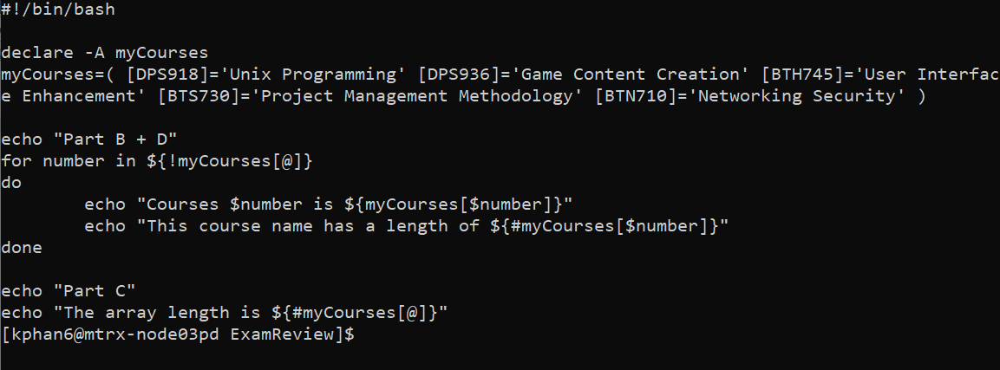 #!/bin/bash
declare -A myCourses
myCourses=( [DPS918]='Unix Programming' [DPS936]='Game Content Creation' [BTH745]='User Interfac
e Enhancement' [BTS730]='Project Management Methodology' [BTN710]='Networking Security' )
echo "Part B + D"
for number in ${!myCourses[@]}
do
        echo "Courses $number is ${myCourses[$number]}"
        echo "This course name has a length of ${#myCourses[$number]}"
done
echo "Part C"
echo "The array length is ${#myCourses[@]}"
[kphan6@mtrx-node03pd ExamReview]$